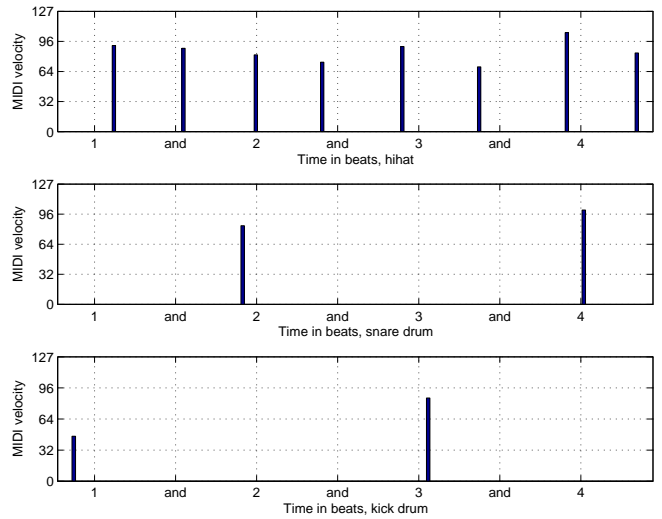 127
96
64
32
0
MIDI velocity
1 and 2 and 3 and 4
Time in beats, hihat
127
96
64
32
0
MIDI velocity
1 and 2 and 3 and 4
Time in beats, snare drum
127
96
64
32
0
MIDI velocity
1 and 2 and 3 and 4
Time in beats, kick drum